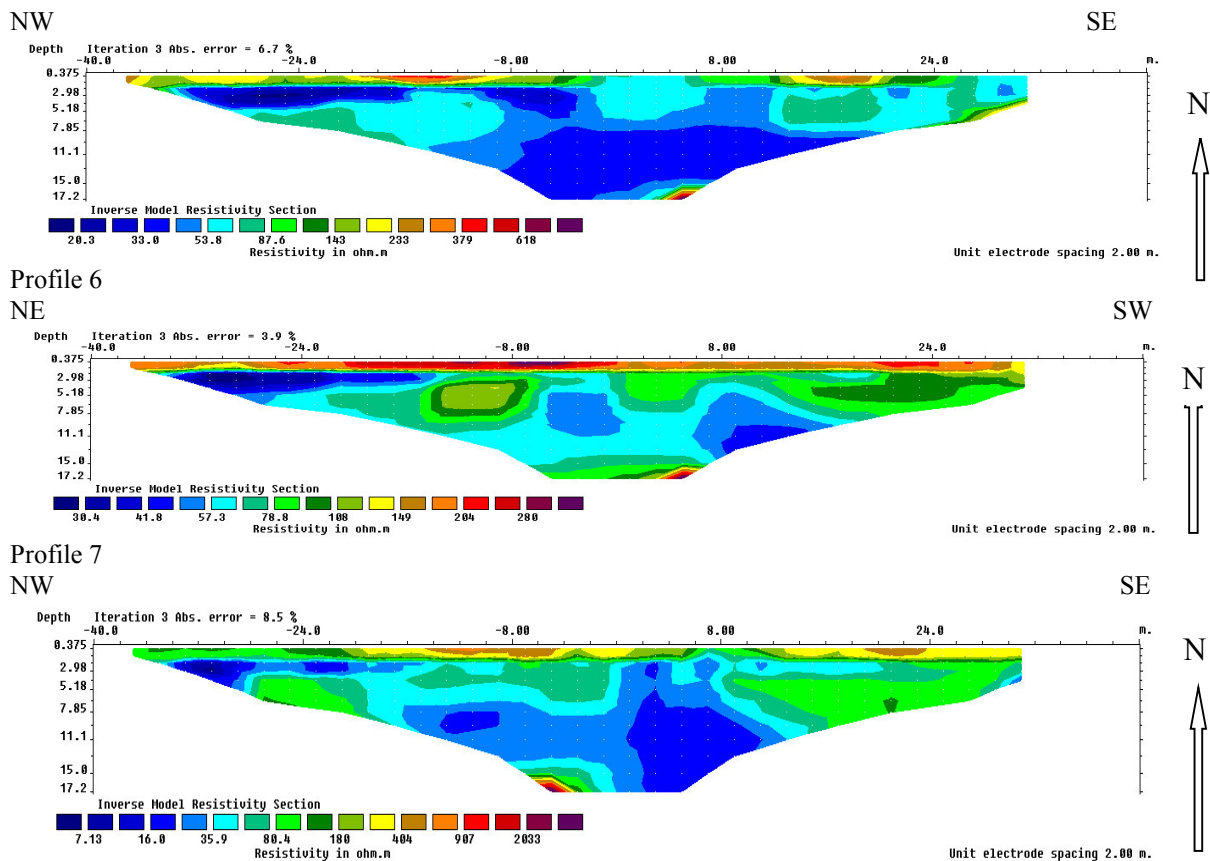 NW SE
Depth Iteration 3 Abs. error = 6.7 %
-40.0 -24.0 -8.00 8.00 24.0 m.
0.375
2.98
5.18
7.85
11.1
15.0
17.2
N
Inverse Model Resistivity Section
20.3 33.0 53.8 87.6 143 233 379 618
Resistivity in ohm.m Unit electrode spacing 2.00 m.
Profile 6
NE SW
Depth Iteration 3 Abs. error = 3.9 %
-40.0 -24.0 -8.00 8.00 24.0 m.
0.375
2.98
5.18
7.85
11.1
15.0
17.2
N
Inverse Model Resistivity Section
30.4 41.8 57.3 78.8 108 149 204 280
Resistivity in ohm.m Unit electrode spacing 2.00 m.
Profile 7
NW SE
Depth Iteration 3 Abs. error = 8.5 %
-40.0 -24.0 -8.00 8.00 24.0 m.
0.375
2.98
5.18
7.85
11.1
15.0
17.2
N
Inverse Model Resistivity Section
7.13 16.0 35.9 80.4 180 404 907 2033
Resistivity in ohm.m Unit electrode spacing 2.00 m.